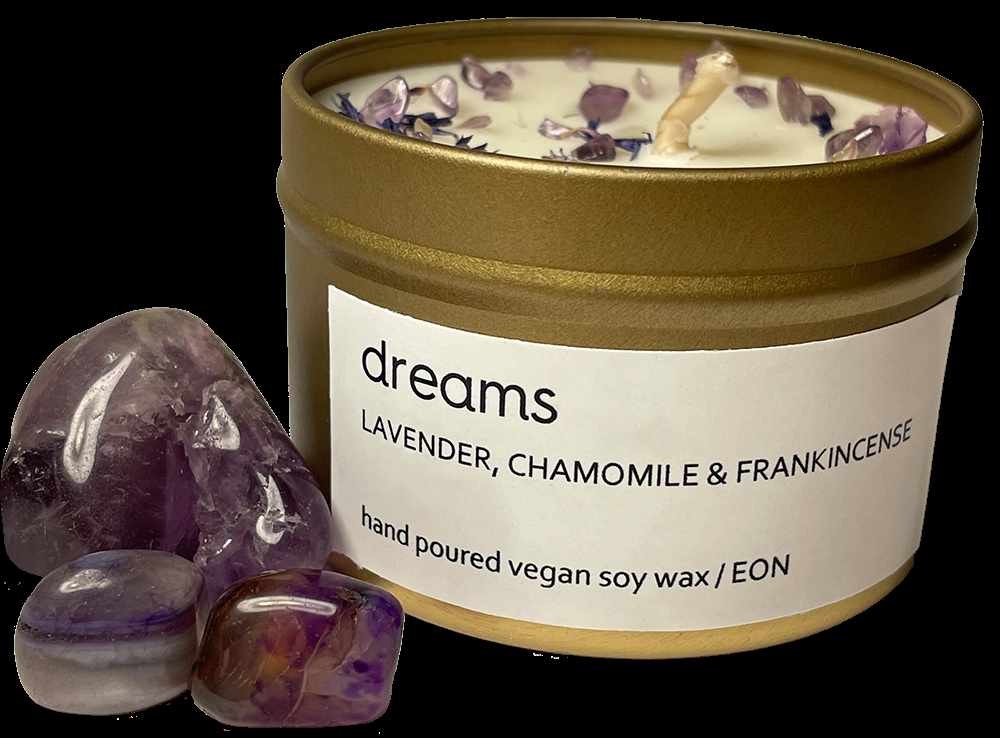 dreams
LAVENDER, CHAMOMILE & FRANKINCENSE
hand poured vegan soy wax / EON